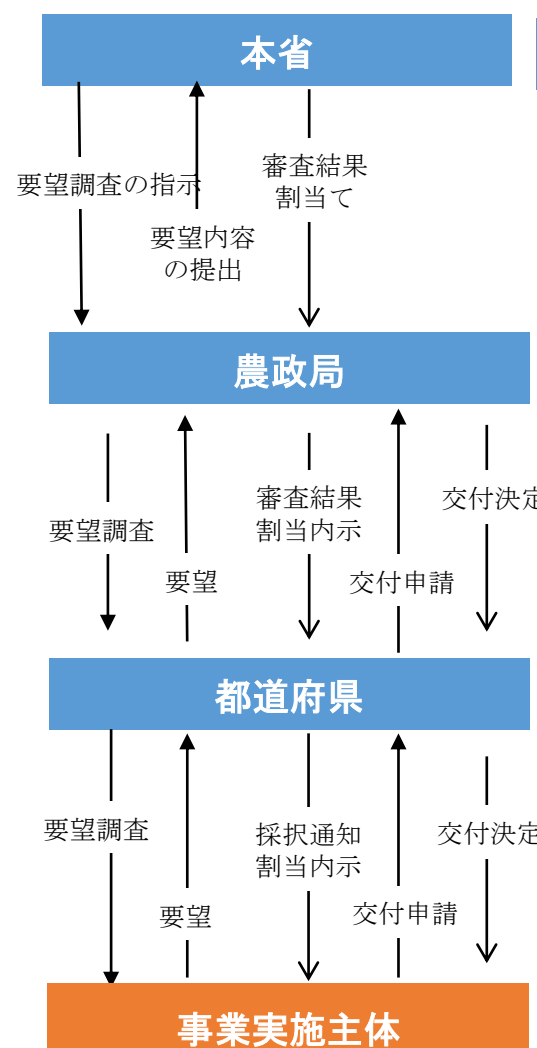 本省
要望調査の指示
要望内容
の提出
審査結果
割当て
農政局
要望調査
要望
審査結果
割当内示
交付申請
交付決定
都道府県
要望調査
要望
採択通知
割当内示
交付申請
交付決定
事業実施主体